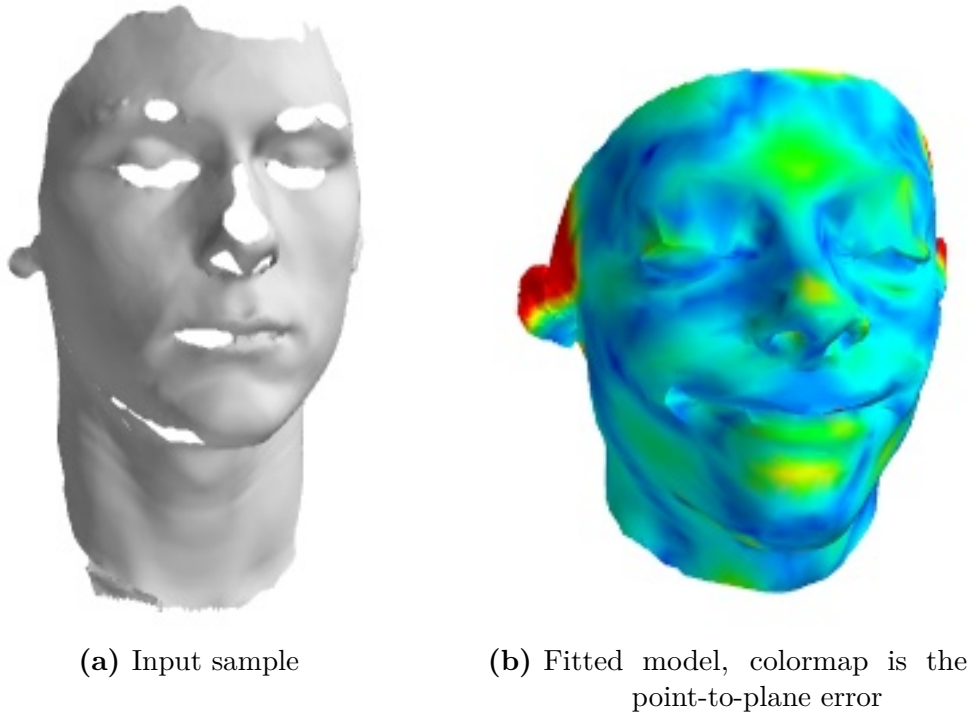 (a) Input sample
(b) Fitted model, colormap is the
point-to-plane error